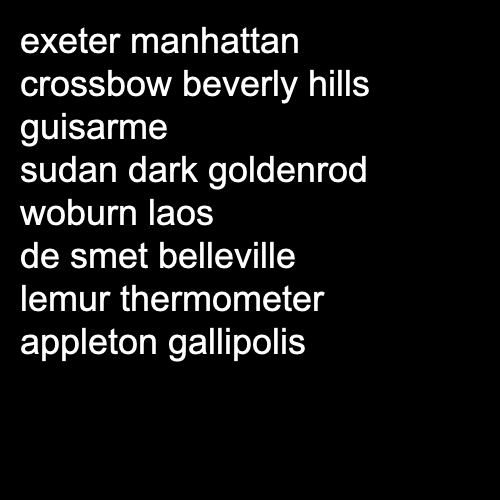 exeter manhattan
crossbow beverly hills
guisarme
sudan dark goldenrod
woburn laos
de smet belleville
lemur thermometer
appleton gallipolis